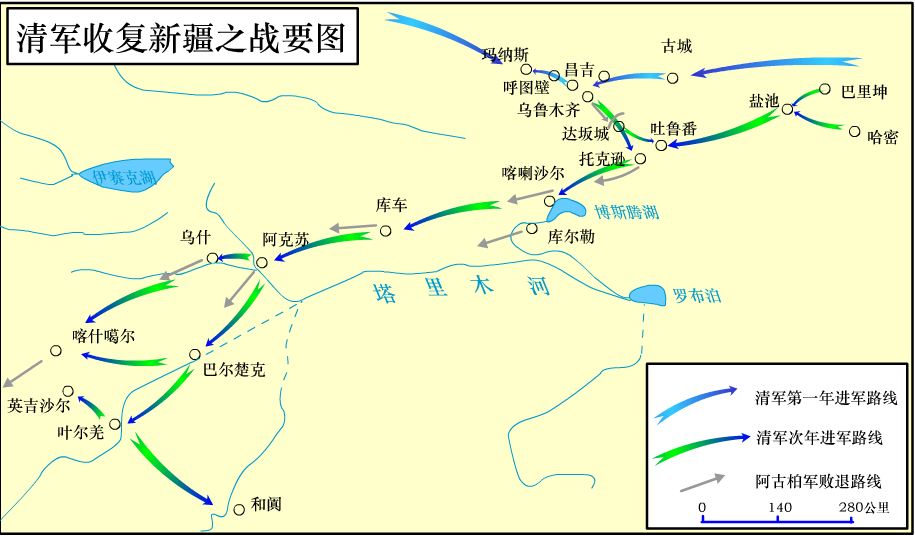 清军收复新疆之战要图
玛纳斯
昌吉
古城
呼图壁
乌鲁木齐
盐池
巴里坤
达坂城
吐鲁番
哈密
托克逊
喀喇沙尔
伊赛克湖
库车
博斯腾湖
乌什
阿克苏
库尔勒
塔里木河
罗布泊
喀什噶尔
巴尔楚克
英吉沙尔
叶尔羌
和阗
清军第一年进军路线
清军次年进军路线
阿古柏军败退路线
0 140 280公里